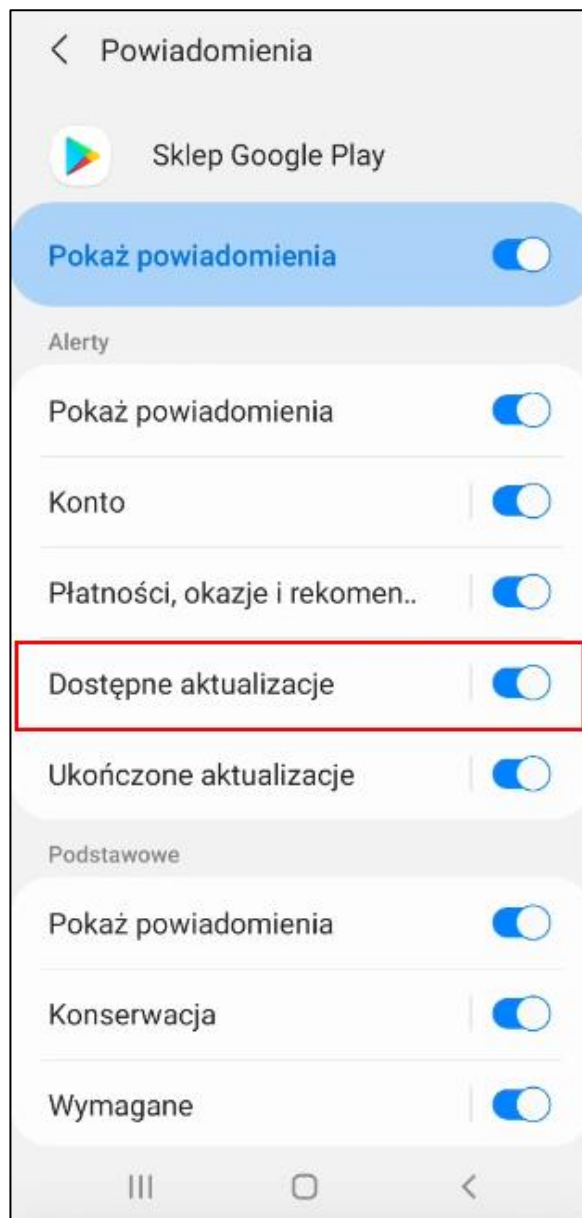 Powiadomienia
Sklep Google Play
Pokaż powiadomienia
Alerty
Pokaż powiadomienia
Konto
Płatności, okazje i rekomen..
Dostępne aktualizacje
Ukończone aktualizacje
Podstawowe
Pokaż powiadomienia
Konserwacja
Wymagane